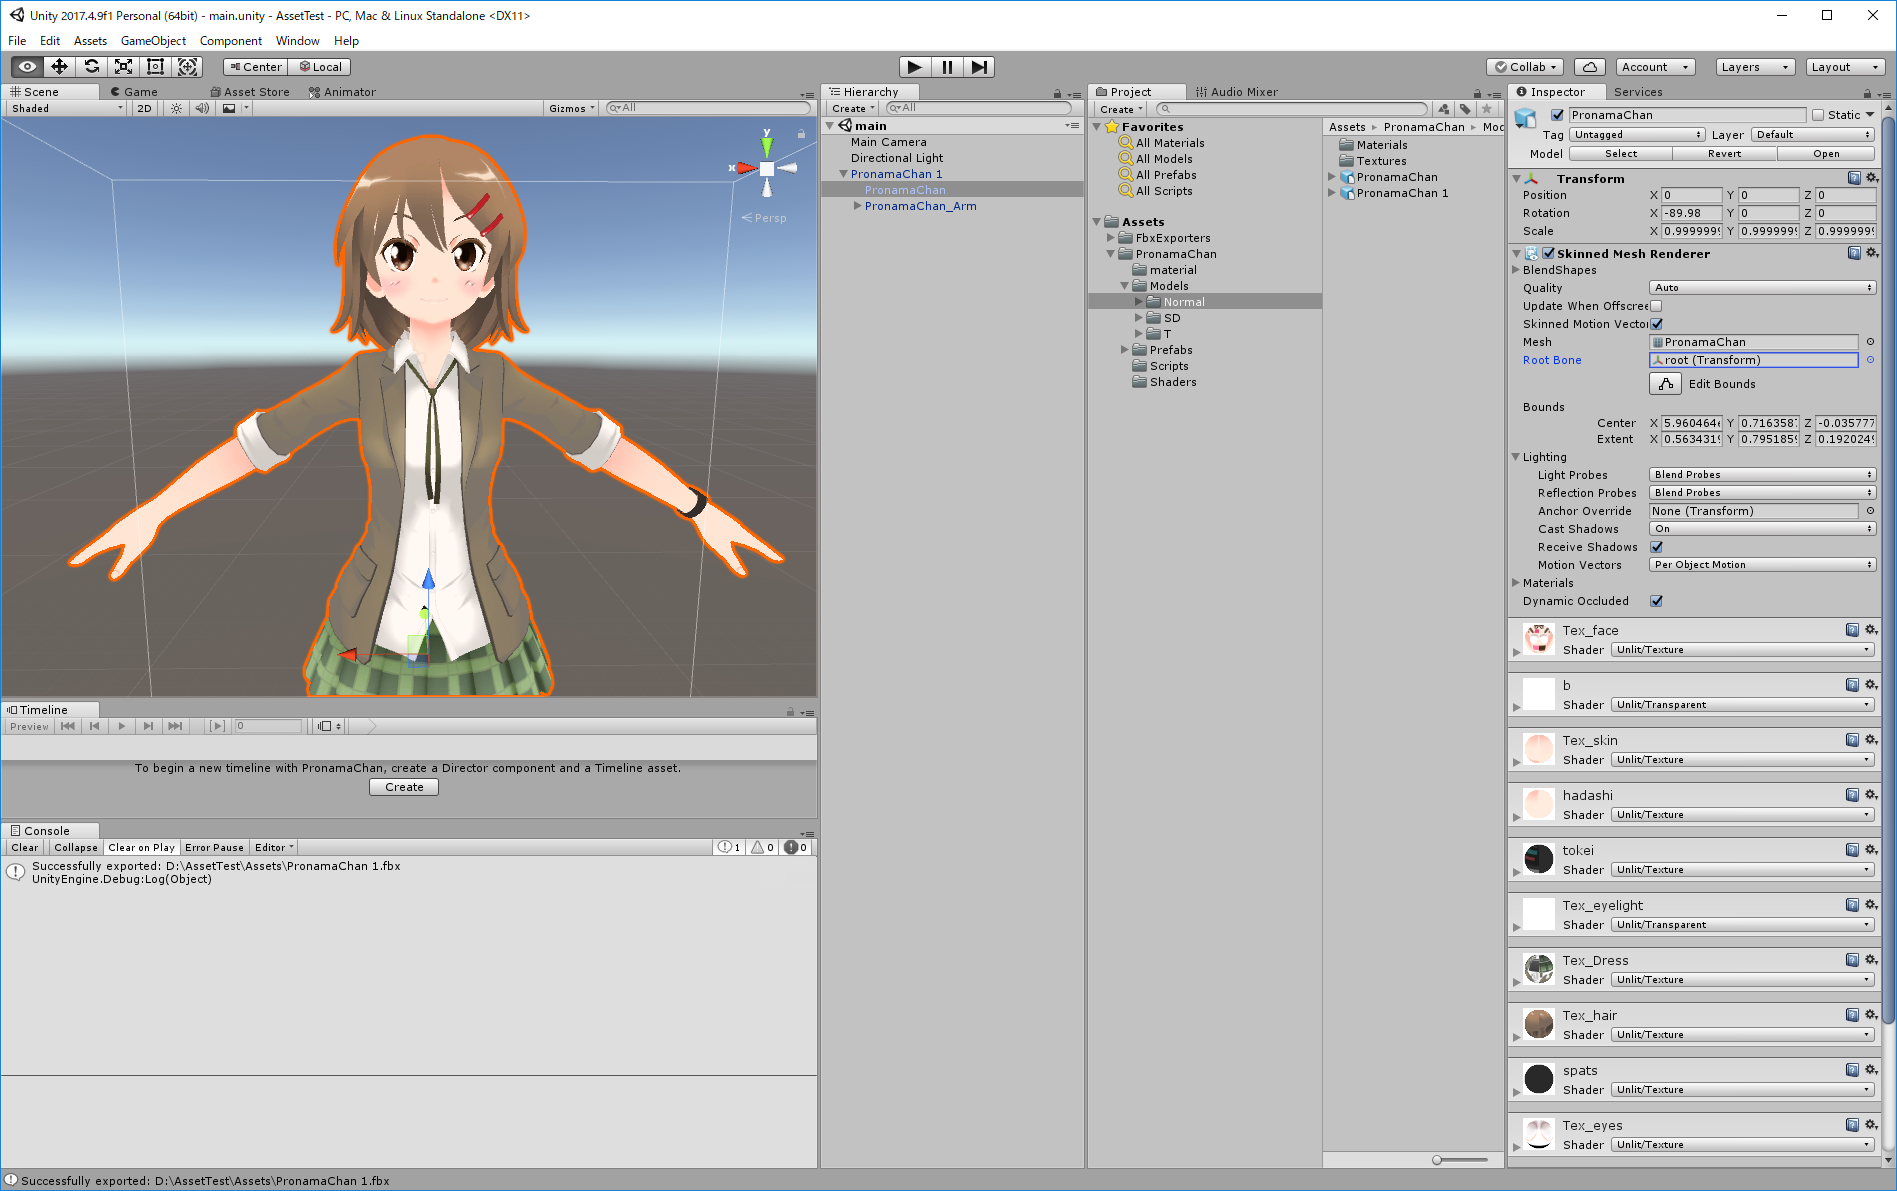 Unity 2017.4.9f1 Personal (64bit) - main.unity - AssetTest - PC, Mac & Linux Standalone <DX11>
File Edit Assets GameObject Component Window Help
Center Local
Collab Account Layers Layout
Scene Game Asset Store Animator
Shaded 2D Gizmos All
y
x
Persp
Timeline
Preview 0
To begin a new timeline with PronamaChan, create a Director component and a Timeline asset.
Create
Console
Clear Collapse Clear on Play Error Pause Editor 1 0 0
Successfully exported: D:\AssetTest\Assets\PronamaChan 1.fbx
UnityEngine.Debug:Log(Object)
Successfully exported: D:\AssetTest\Assets\PronamaChan 1.fbx
Hierarchy
Create All
main
Main Camera
Directional Light
PronamaChan 1
PronamaChan
PronamaChan_Arm
Project Audio Mixer
Create
Favorites
All Materials
All Models
All Prefabs
All Scripts
Assets
FbxExporters
PronamaChan
material
Models
Normal
SD
T
Prefabs
Scripts
Shaders
Assets PronamaChan Moc
Materials
Textures
PronamaChan
PronamaChan 1
Inspector Services
PronamaChan Static
Tag Untagged Layer Default
Model Select Revert Open
Transform
Position X 0 Y 0 Z 0
Rotation X -89.98 Y 0 Z 0
Scale X 0.9999999 Y 0.9999999 Z 0.9999999
Skinned Mesh Renderer
BlendShapes
Quality Auto
Update When Offscree
Skinned Motion Vector
Mesh PronamaChan
Root Bone root (Transform)
Edit Bounds
Bounds
Center X 5.960464e Y 0.7163587 Z -0.035777
Extent X 0.5643419 Y 0.7951859 Z 0.1920249
Lighting
Light Probes Blend Probes
Reflection Probes Blend Probes
Anchor Override None (Transform)
Cast Shadows On
Receive Shadows
Motion Vectors Per Object Motion
Materials
Dynamic Occluded
Tex_face
Shader Unlit/Texture
b
Shader Unlit/Transparent
Tex_skin
Shader Unlit/Texture
hadashi
Shader Unlit/Texture
tokei
Shader Unlit/Texture
Tex_eyelight
Shader Unlit/Transparent
Tex_Dress
Shader Unlit/Texture
Tex_hair
Shader Unlit/Texture
spats
Shader Unlit/Texture
Tex_eyes
Shader Unlit/Texture